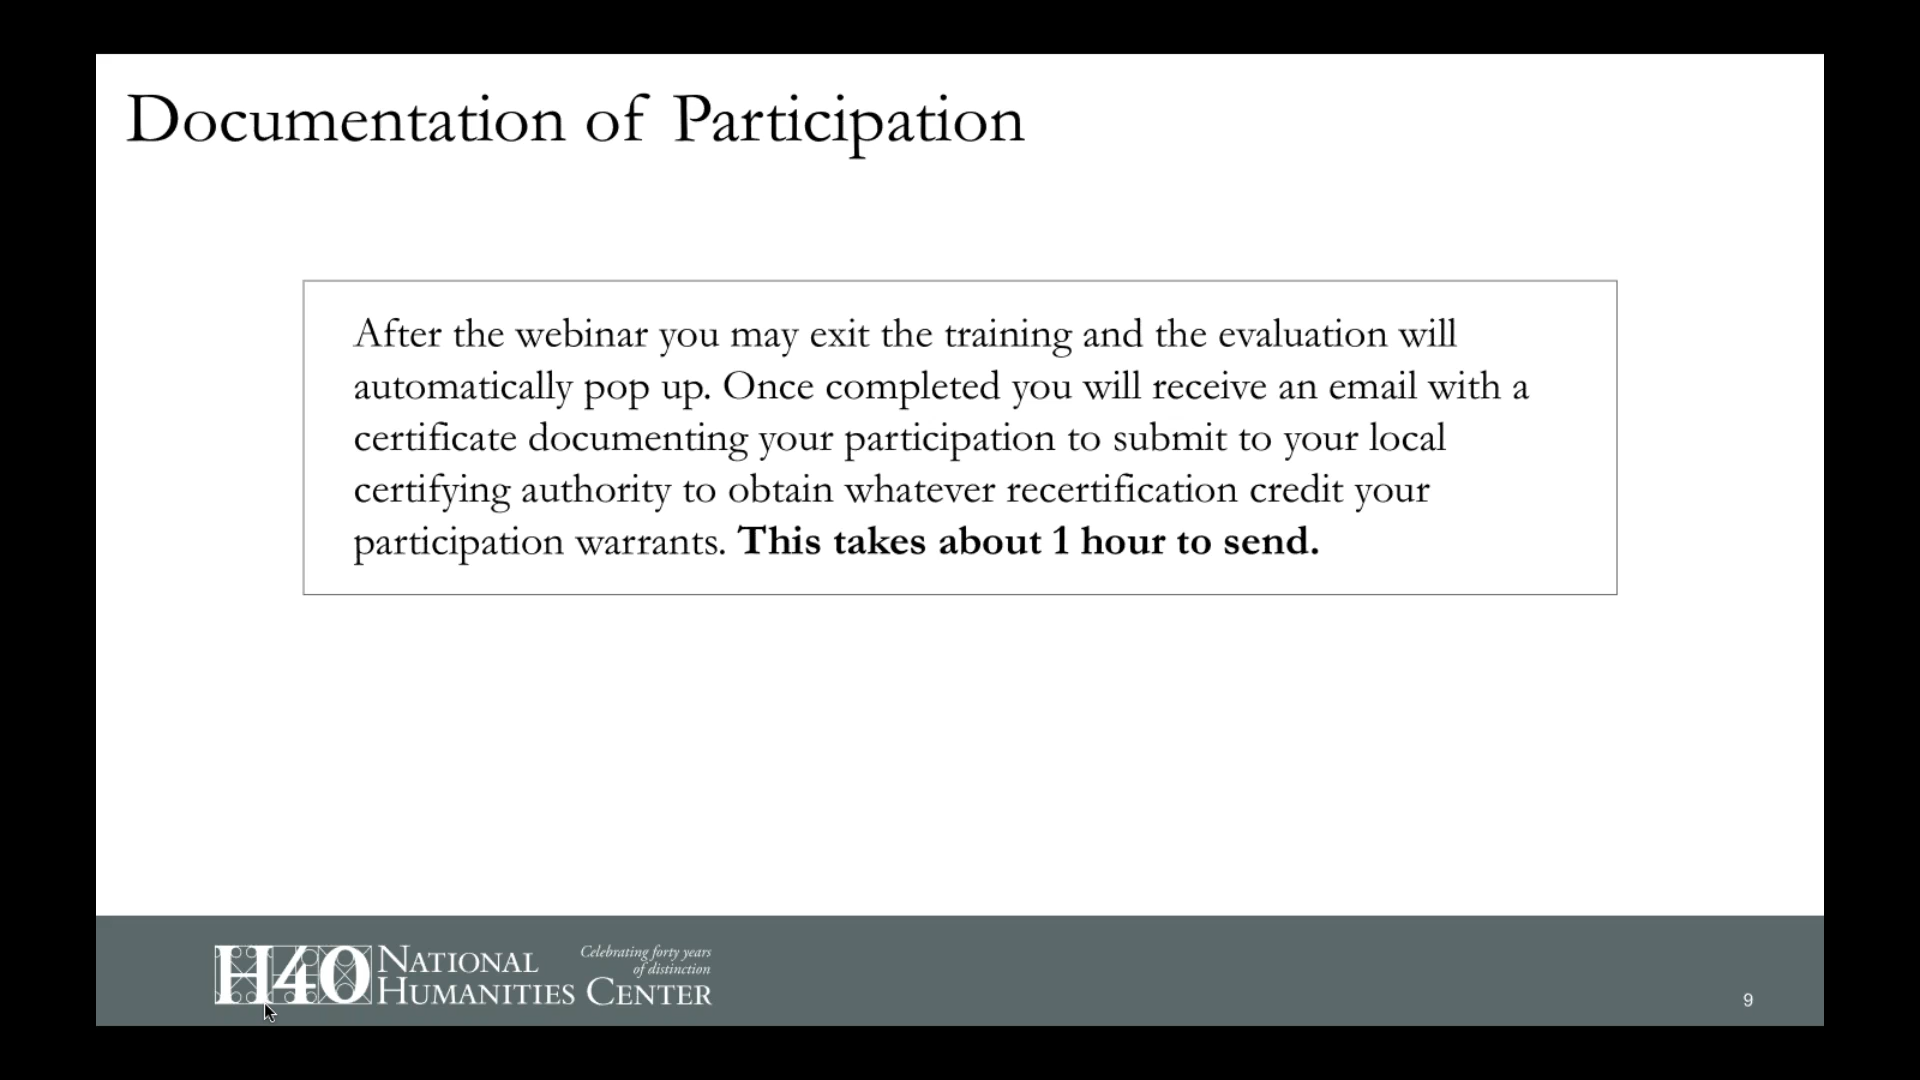 Documentation of Participation
After the webinar you may exit the training and the evaluation will
automatically pop up. Once completed you will receive an email with a
certificate documenting your participation to submit to your local
certifying authority to obtain whatever recertification credit your
participation warrants. This takes about 1 hour to send.
H40
Celebrating forty years
of distinction
NATIONAL
HUMANITIES CENTER
9